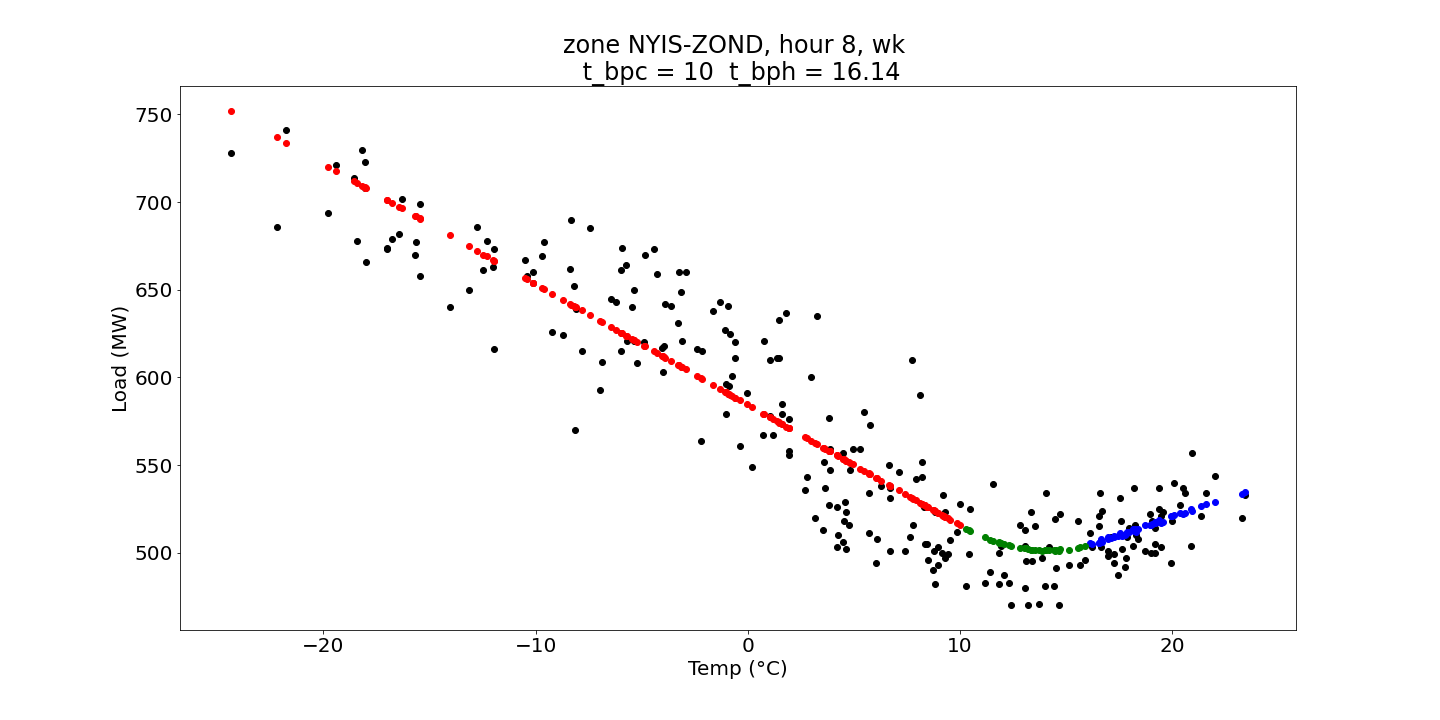 zone NYIS-ZOND, hour 8, wk
t_bpc = 10 t_bph = 16.14
750
700
650
600
550
500
Load (MW)
−20
−10
0
10
20
Temp (°C)